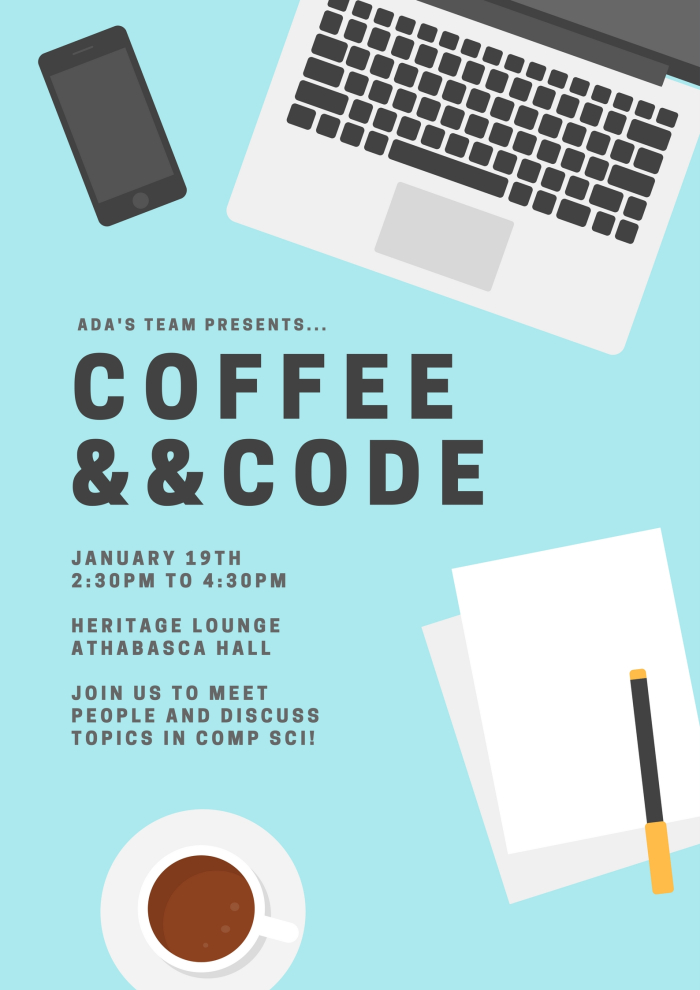 ADA'S TEAM PRESENTS...
COFFEE
&&CODE
JANUARY 19TH
2:30PM TO 4:30PM
HERITAGE LOUNGE
ATHABASCA HALL
JOIN US TO MEET
PEOPLE AND DISCUSS
TOPICS IN COMP SCI!